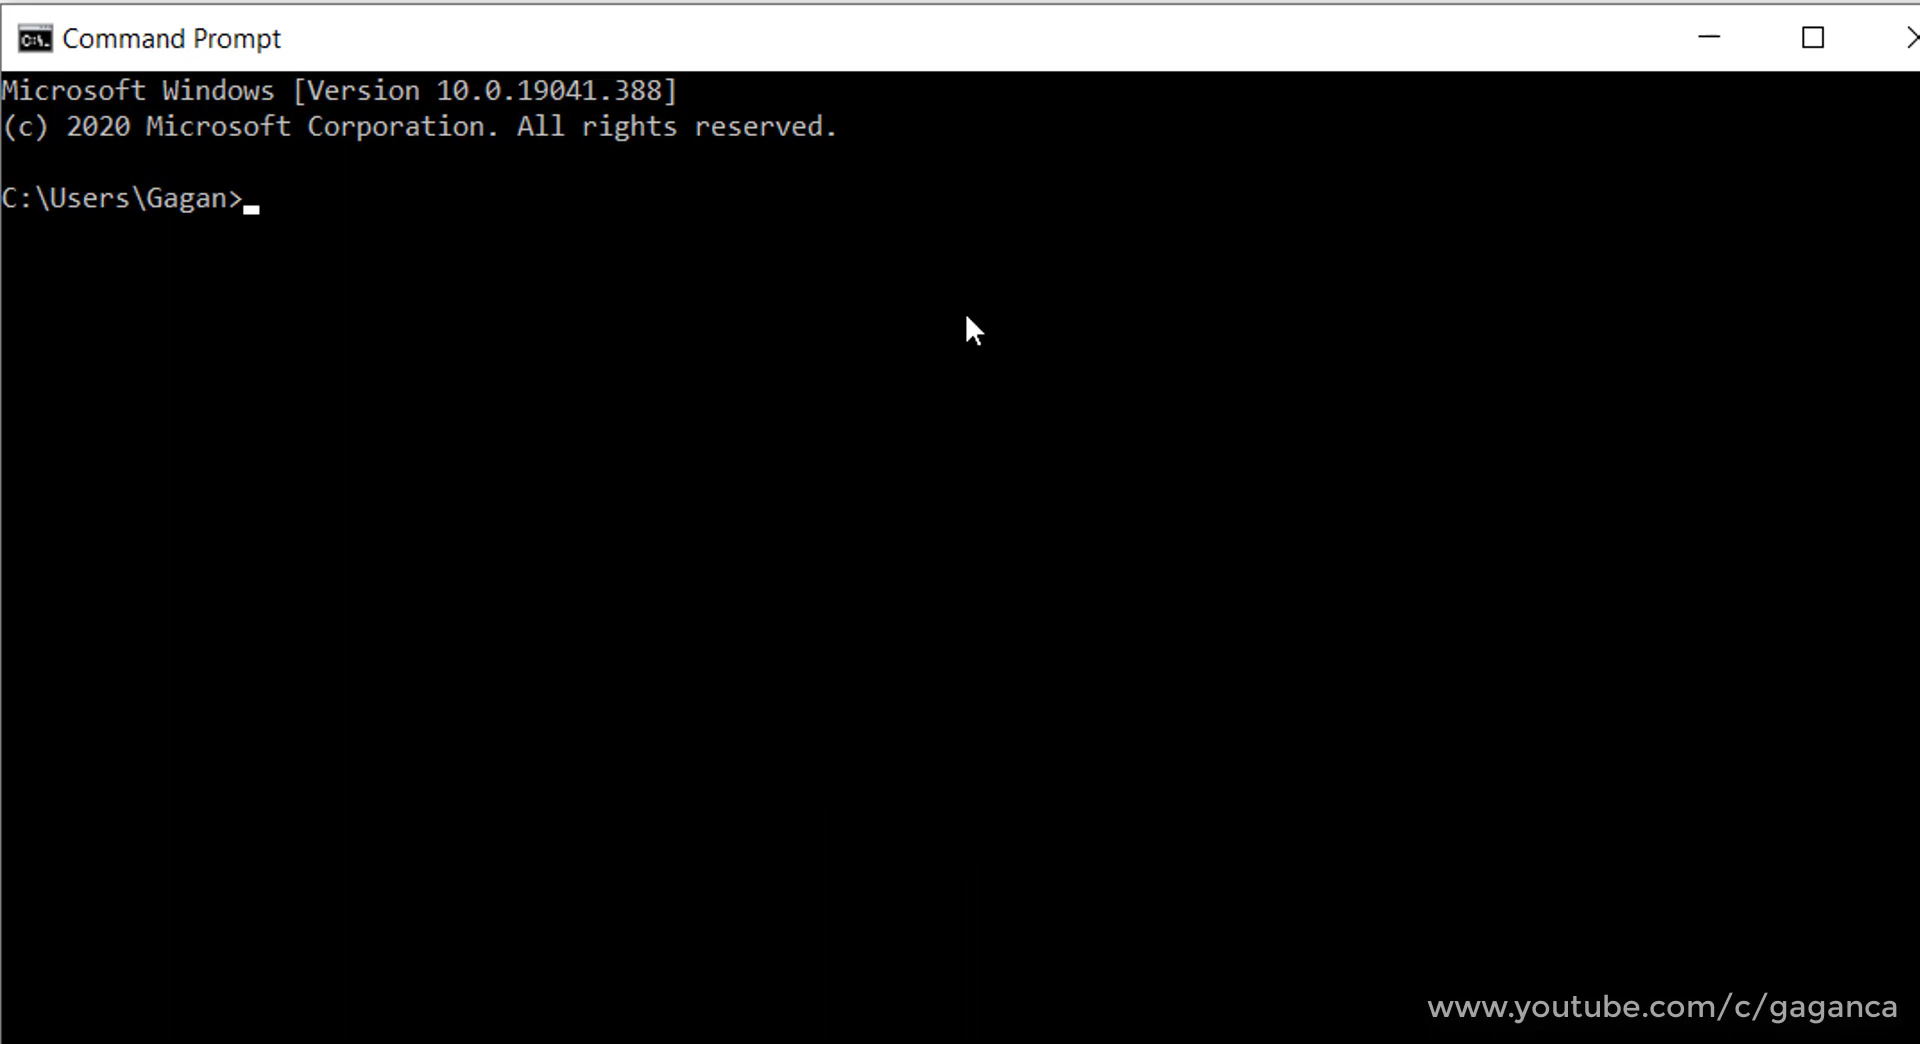 Command Prompt
Microsoft Windows [Version 10.0.19041.388]
(c) 2020 Microsoft Corporation. All rights reserved.
C:\Users\Gagan>
www.youtube.com/c/gaganca